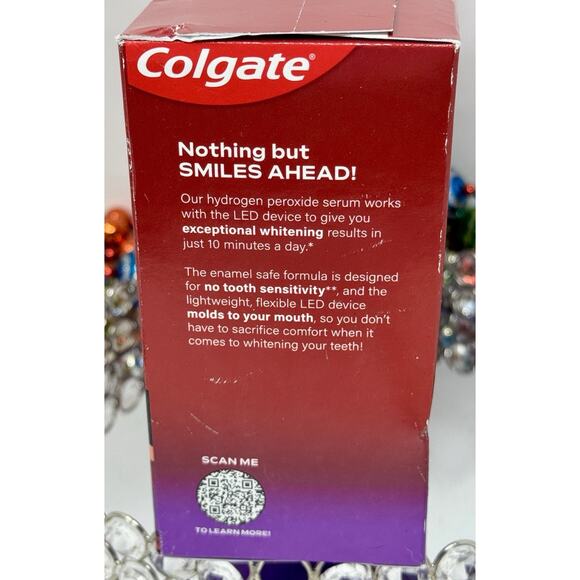 Colgate®
Nothing but
SMILES AHEAD!
Our hydrogen peroxide serum works
with the LED device to give you
exceptional whitening results in
just 10 minutes a day.*
The enamel safe formula is designed
for no tooth sensitivity**, and the
lightweight, flexible LED device
molds to your mouth, so you don't
have to sacrifice comfort when it
comes to whitening your teeth!
SCAN ME
TO LEARN MORE!